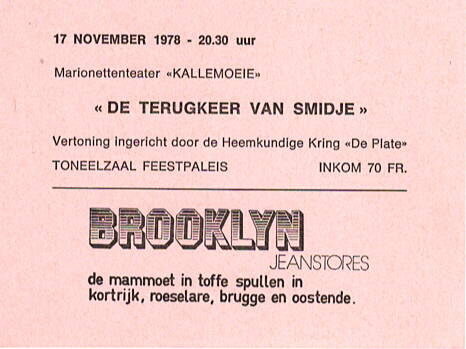 17 NOVEMBER 1978 - 20.30 uur
Marionettenteater «KALLEMOEIE»
« DE TERUGKEER VAN SMIDJE »
Vertoning ingericht door de Heemkundige Kring «De Plate»
TONEELZAAL FEESTPALEIS INKOM 70 FR.
BROOKLYN
JEANSTORES
de mammoet in toffe spullen in
kortrijk, roeselare, brugge en oostende.